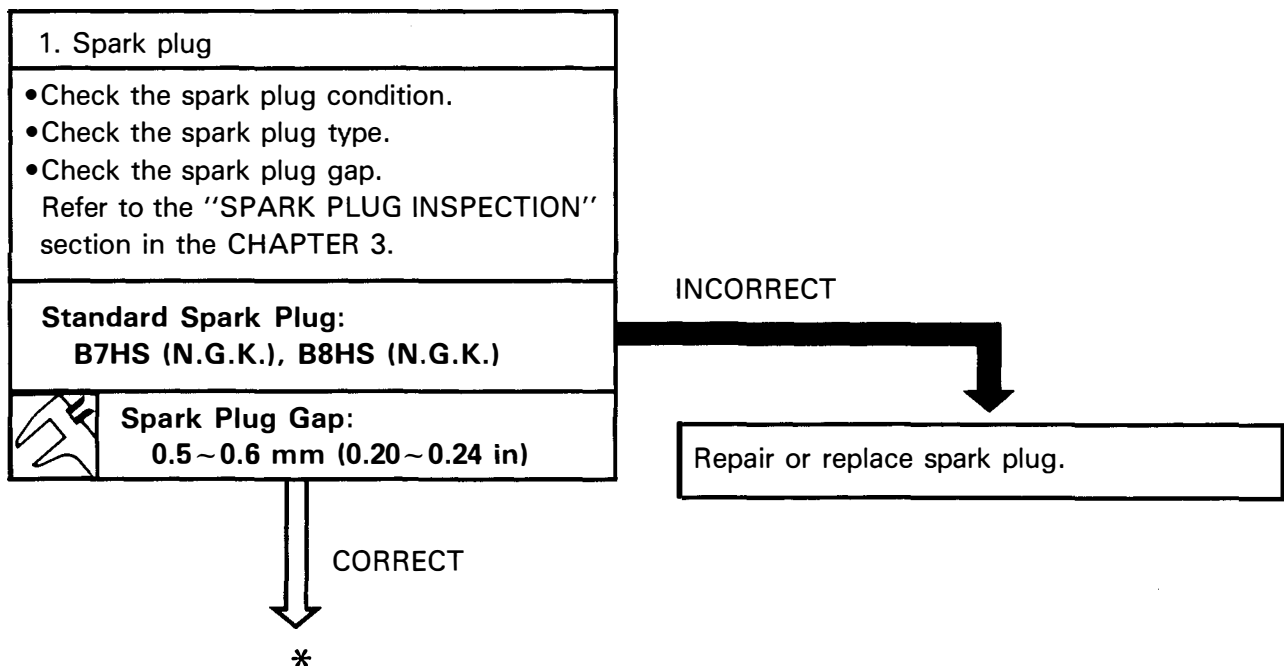 1. Spark plug
•Check the spark plug condition.
•Check the spark plug type.
•Check the spark plug gap.
Refer to the ''SPARK PLUG INSPECTION''
section in the CHAPTER 3.
Standard Spark Plug:
B7HS (N.G.K.), B8HS (N.G.K.)
Spark Plug Gap:
0.5~0.6 mm (0.20~0.24 in)
INCORRECT
Repair or replace spark plug.
CORRECT
*